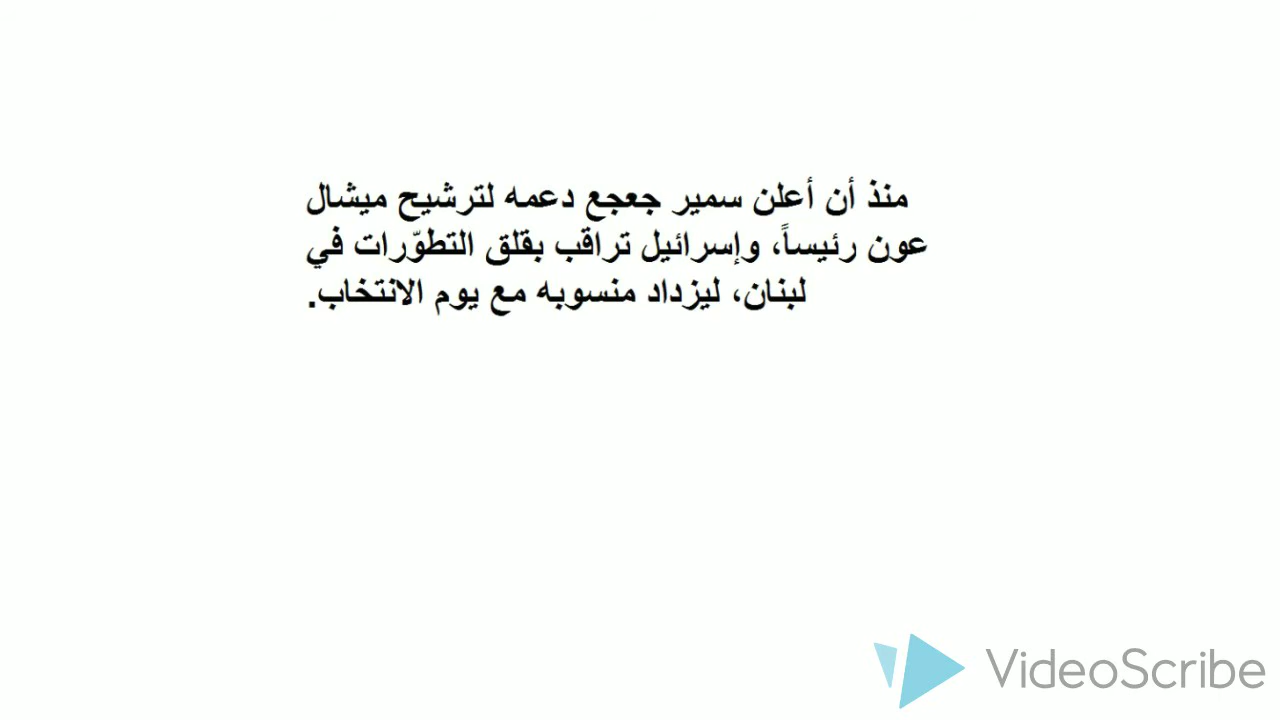 منذ أن أعلن سمير جعجع دعمه لترشيح ميشال
عون رئيساً، وإسرائيل تراقب بقلق التطوّرات في
لبنان، ليزداد منسوبه مع يوم الانتخاب.
VideoScribe